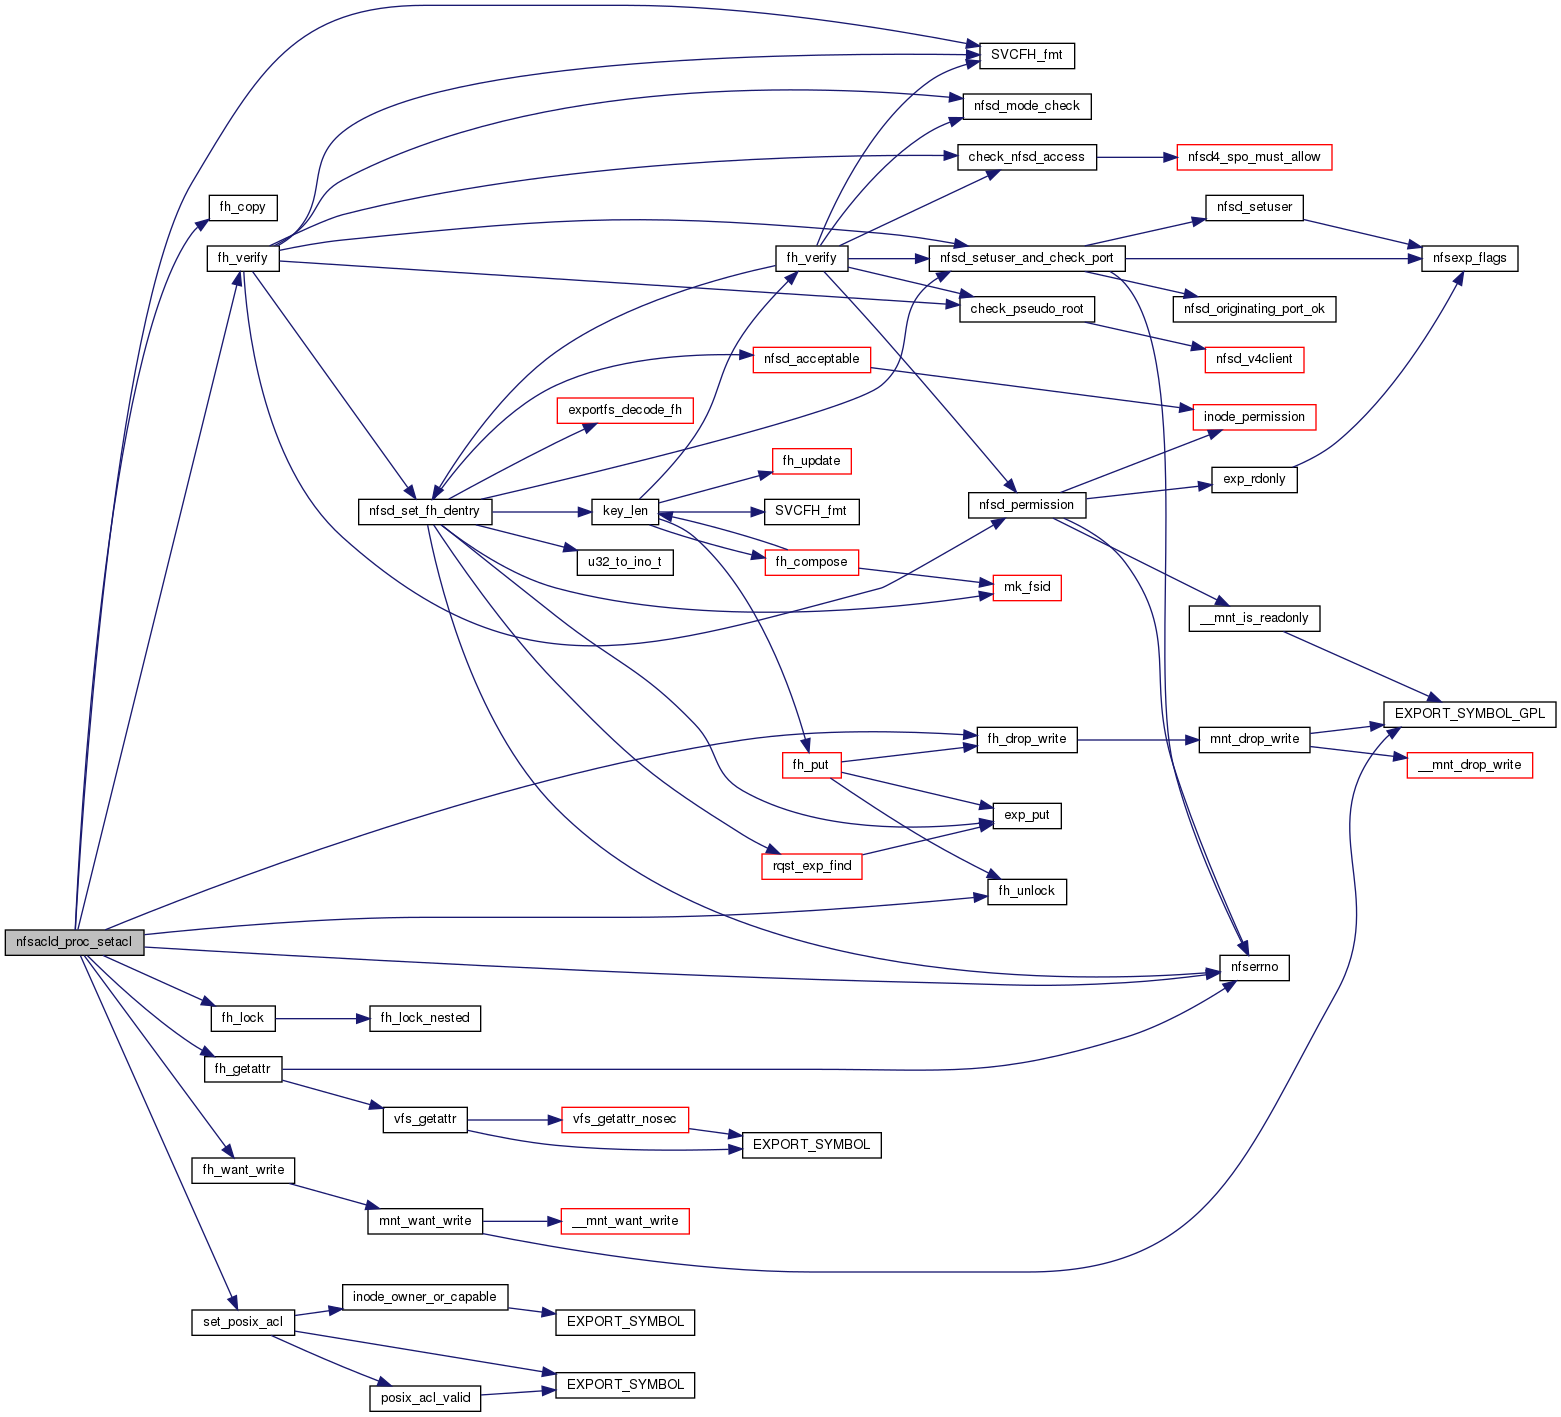 SVCFH_fmt
nfsd_mode_check
check_nfsd_access
nfsd4_spo_must_allow
fh_copy
nfsd_setuser
fh_verify
fh_verify
nfsd_setuser_and_check_port
nfsexp_flags
check_pseudo_root
nfsd_originating_port_ok
nfsd_acceptable
nfsd_v4client
exportfs_decode_fh
inode_permission
fh_update
exp_rdonly
nfsd_set_fh_dentry
key_len
SVCFH_fmt
nfsd_permission
u32_to_ino_t
fh_compose
mk_fsid
__mnt_is_readonly
EXPORT_SYMBOL_GPL
fh_drop_write
mnt_drop_write
fh_put
__mnt_drop_write
exp_put
rqst_exp_find
fh_unlock
nfsacld_proc_setacl
nfserrno
fh_lock
fh_lock_nested
fh_getattr
vfs_getattr
vfs_getattr_nosec
EXPORT_SYMBOL
fh_want_write
mnt_want_write
__mnt_want_write
inode_owner_or_capable
set_posix_acl
EXPORT_SYMBOL
EXPORT_SYMBOL
posix_acl_valid